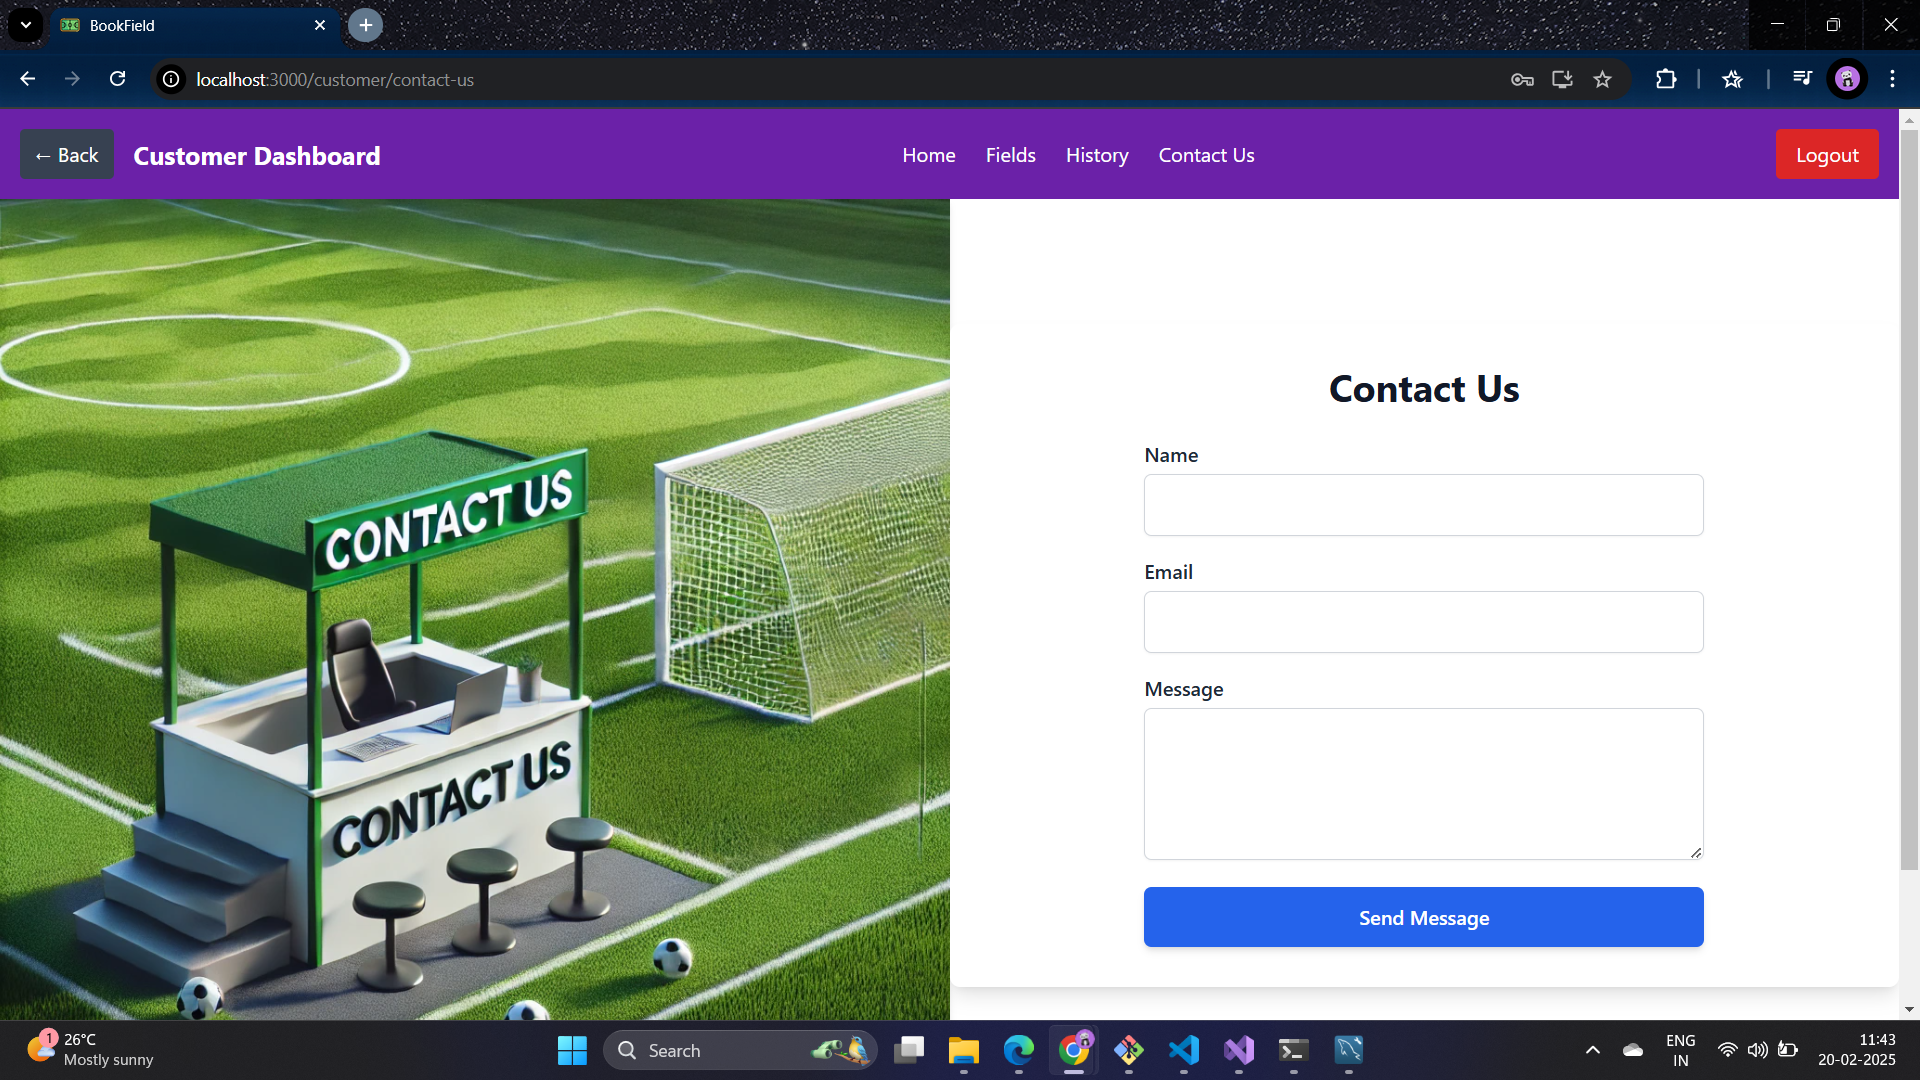 BookField
localhost:3000/customer/contact-us
← Back
Customer Dashboard
Home
Fields
History
Contact Us
Logout
CONTACT US
CONTACT US
Contact Us
Name
Email
Message
Send Message
1
26°C
Mostly sunny
Search
ENG
IN
11:43
20-02-2025